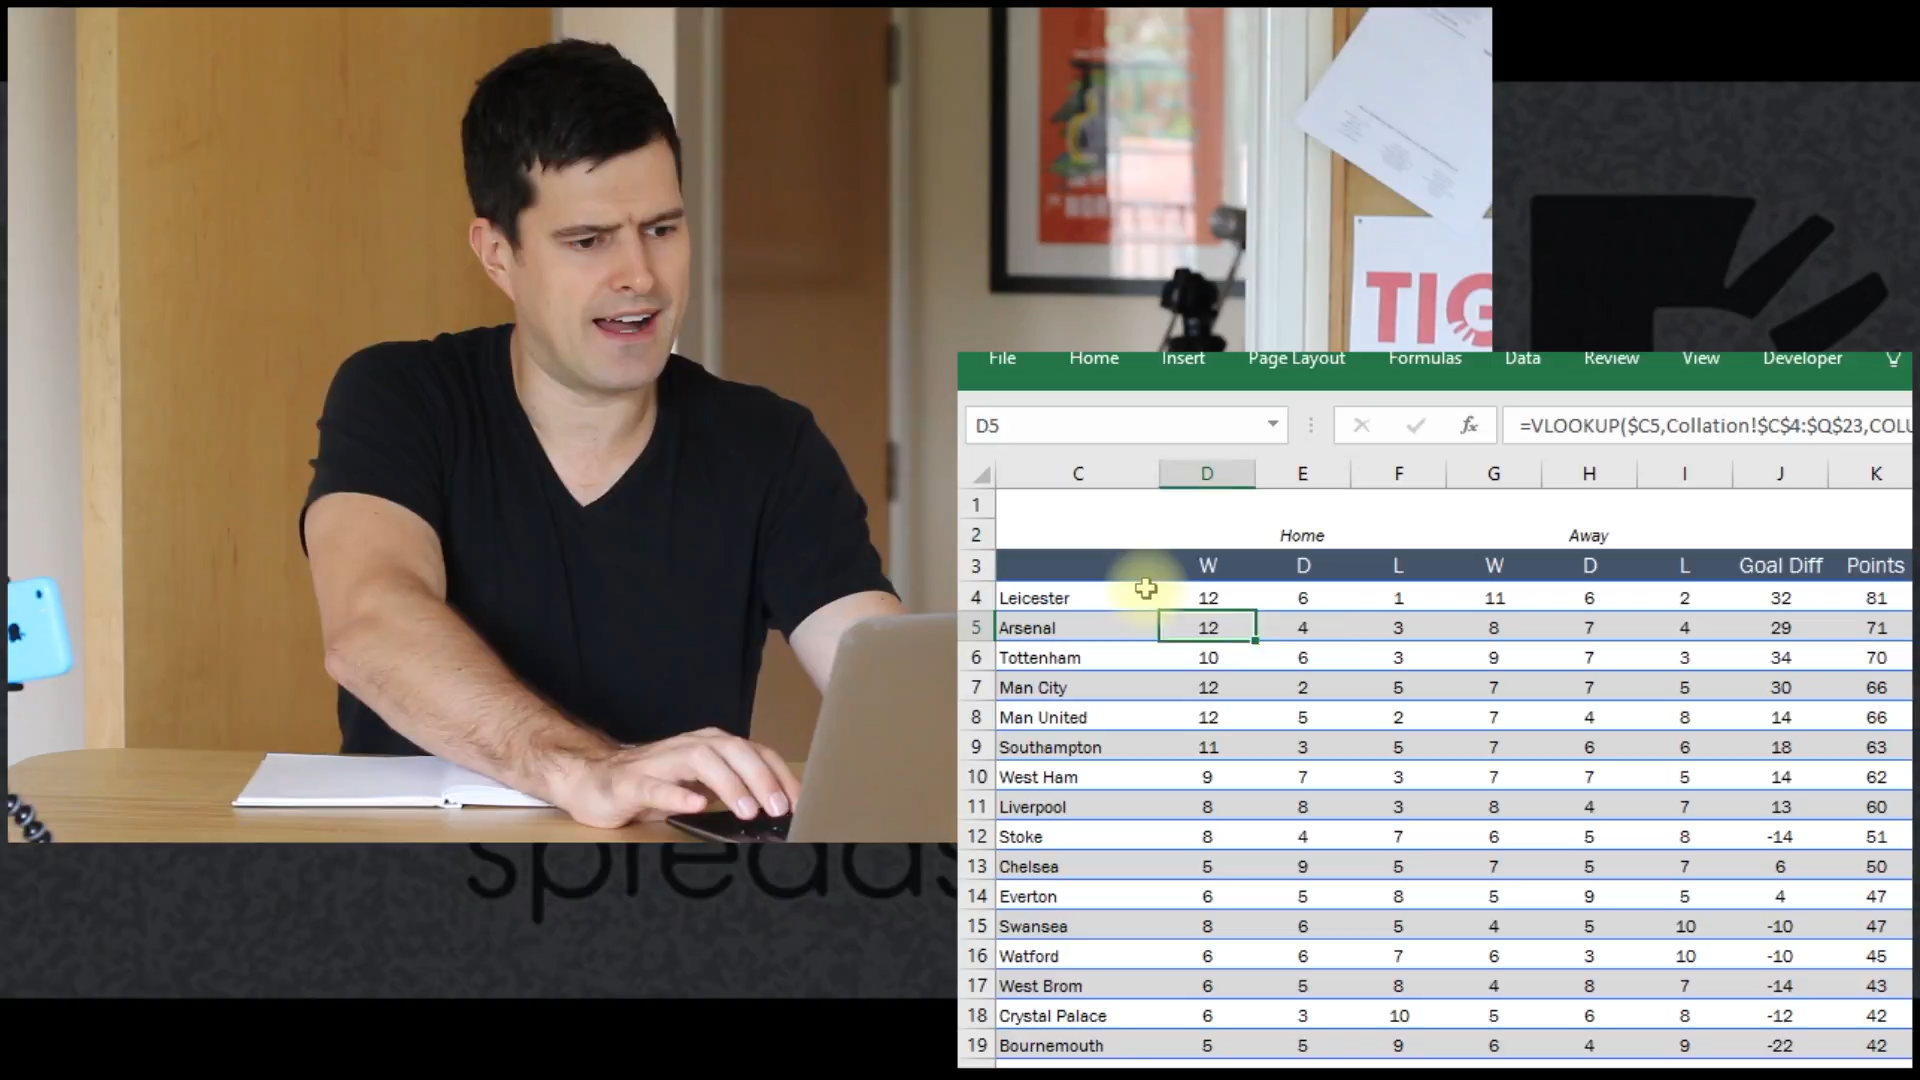 TIG
spreads
File Home Insert Page Layout Formulas Data Review View Developer
D5 fx =VLOOKUP($C5,Collation!$C$4:$Q$23,COLU
C D E F G H I J K
1
2 Home Away
3 W D L W D L Goal Diff Points
4 Leicester 12 6 1 11 6 2 32 81
5 Arsenal 12 4 3 8 7 4 29 71
6 Tottenham 10 6 3 9 7 3 34 70
7 Man City 12 2 5 7 7 5 30 66
8 Man United 12 5 2 7 4 8 14 66
9 Southampton 11 3 5 7 6 6 18 63
10 West Ham 9 7 3 7 7 5 14 62
11 Liverpool 8 8 3 8 4 7 13 60
12 Stoke 8 4 7 6 5 8 -14 51
13 Chelsea 5 9 5 7 5 7 6 50
14 Everton 6 5 8 5 9 5 4 47
15 Swansea 8 6 5 4 5 10 -10 47
16 Watford 6 6 7 6 3 10 -10 45
17 West Brom 6 5 8 4 8 7 -14 43
18 Crystal Palace 6 3 10 5 6 8 -12 42
19 Bournemouth 5 5 9 6 4 9 -22 42